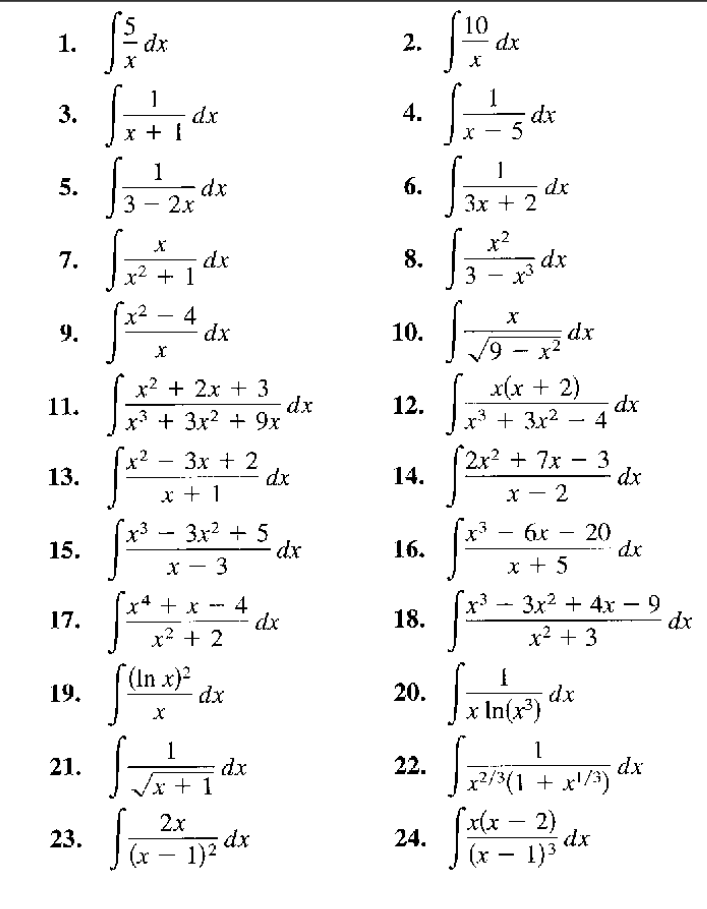 1. ∫ 5/x dx 2. ∫ 10/x dx
3. ∫ 1/(x + 1) dx 4. ∫ 1/(x − 5) dx
5. ∫ 1/(3 − 2x) dx 6. ∫ 1/(3x + 2) dx
7. ∫ x/(x² + 1) dx 8. ∫ x²/(3 − x³) dx
9. ∫ (x² − 4)/x dx 10. ∫ x/√(9 − x²) dx
11. ∫ (x² + 2x + 3)/(x³ + 3x² + 9x) dx 12. ∫ x(x + 2)/(x³ + 3x² − 4) dx
13. ∫ (x² − 3x + 2)/(x + 1) dx 14. ∫ (2x² + 7x − 3)/(x − 2) dx
15. ∫ (x³ − 3x² + 5)/(x − 3) dx 16. ∫ (x³ − 6x − 20)/(x + 5) dx
17. ∫ (x⁴ + x − 4)/(x² + 2) dx 18. ∫ (x³ − 3x² + 4x − 9)/(x² + 3) dx
19. ∫ (ln x)²/x dx 20. ∫ 1/(x ln(x³)) dx
21. ∫ 1/√(x + 1) dx 22. ∫ 1/(x^(2/3)(1 + x^(1/3))) dx
23. ∫ 2x/(x − 1)² dx 24. ∫ x(x − 2)/(x − 1)³ dx